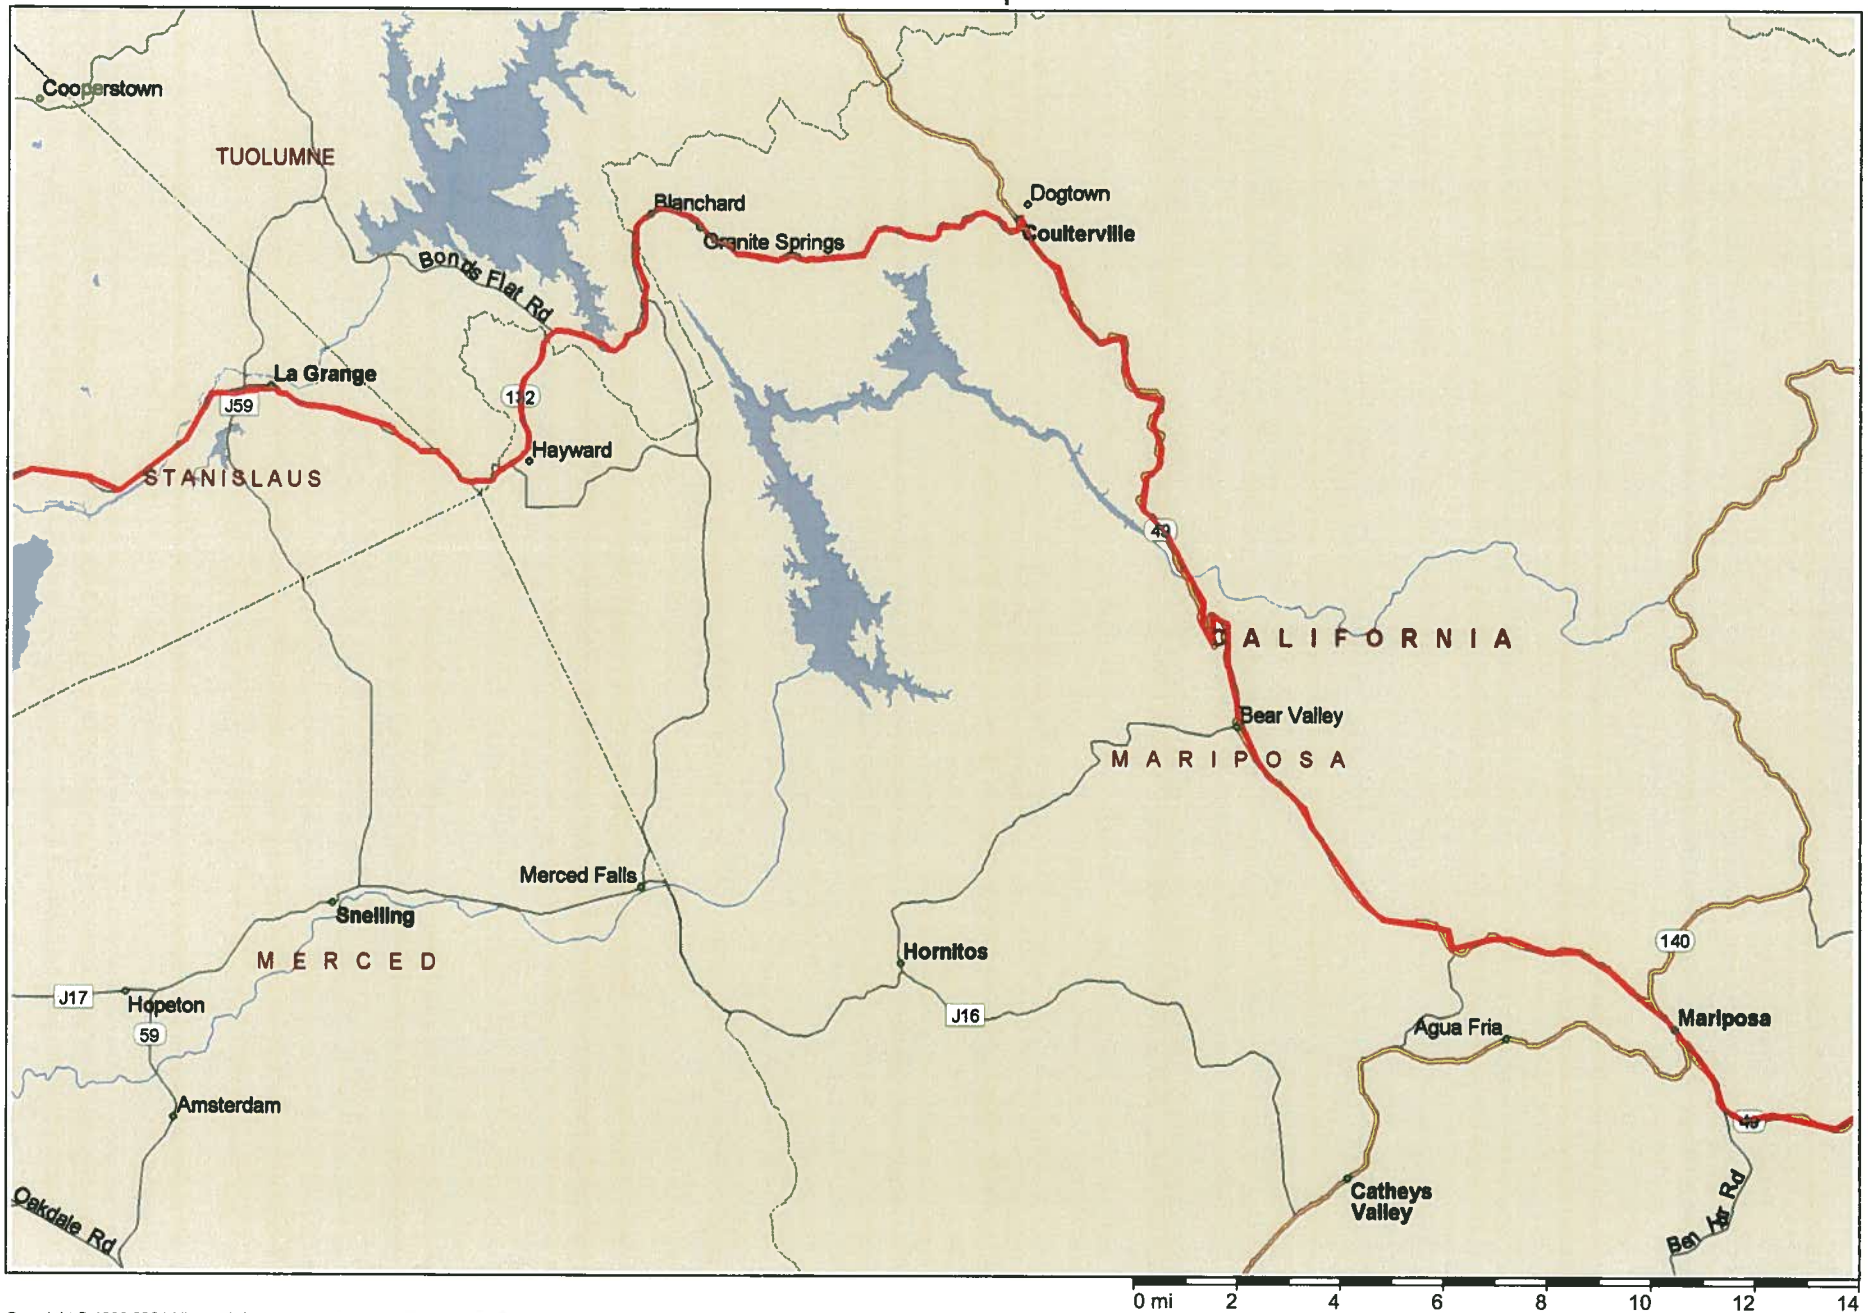 Cooperstown
TUOLUMNE
Dogtown
Blanchard
Coulterville
Granite Springs
Bonds Flat Rd
La Grange
132
J59
Hayward
STANISLAUS
49
CALIFORNIA
Bear Valley
MARIPOSA
Merced Falls
Snelling
MERCED
Hornitos
140
J17
Hopeton
J16
Mariposa
59
Agua Fria
Amsterdam
49
Catheys
Valley
Oakdale Rd
Ben Hur Rd
0 mi 2 4 6 8 10 12 14